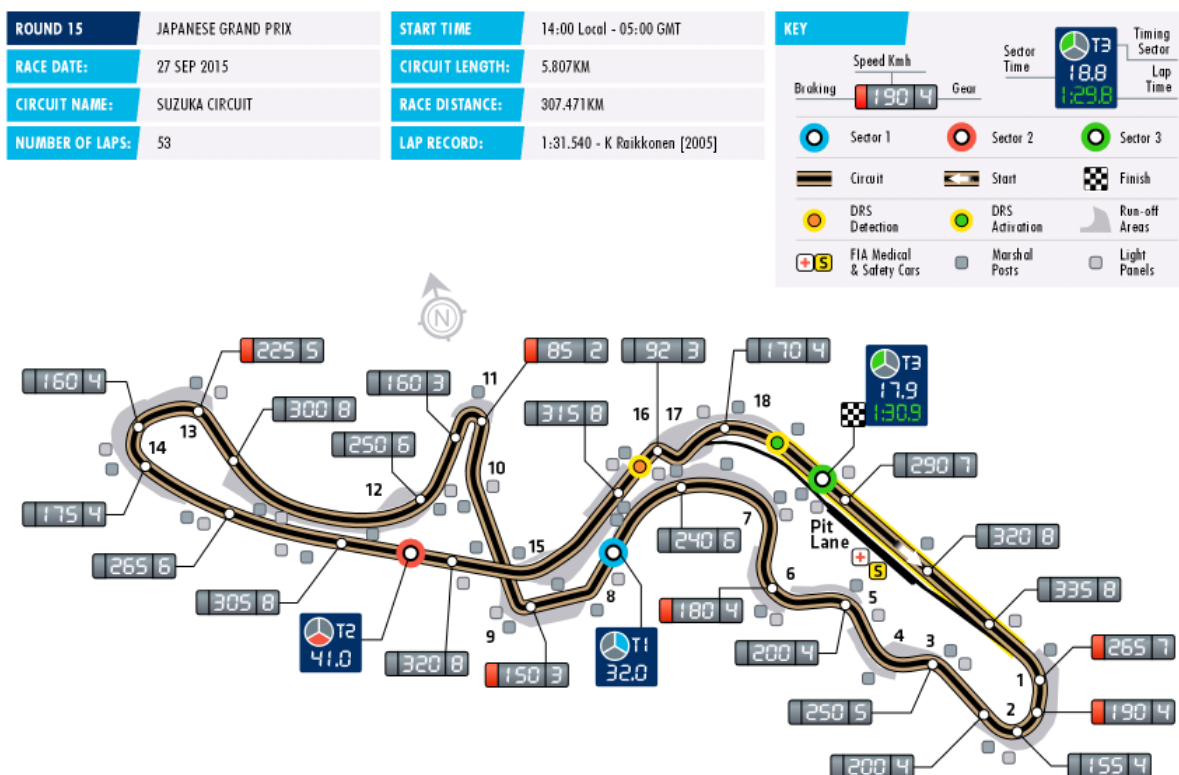 ROUND 15 JAPANESE GRAND PRIX
RACE DATE: 27 SEP 2015
CIRCUIT NAME: SUZUKA CIRCUIT
NUMBER OF LAPS: 53
START TIME 14:00 Local - 05:00 GMT
CIRCUIT LENGTH: 5.807KM
RACE DISTANCE: 307.471KM
LAP RECORD: 1:31.540 - K Raikkonen [2005]
KEY
Speed Kmh
Braking 190 4 Gear
Sector Time
T3
18.8
1:29.8
Timing Sector
Lap Time
Sector 1 Sector 2 Sector 3
Circuit Start Finish
DRS Detection
DRS Activation
Run-off Areas
S FIA Medical & Safety Cars
Marshal Posts
Light Panels
N
225 5
85 2
92 3
170 4
T3
17.9
1:30.9
160 4
160 3
11
300 8
315 8
16
17
18
13
250 6
14
290 7
12
10
175 4
7
Pit Lane
320 8
240 6
15
265 6
S
6
335 8
305 8
8
180 4
5
9
T2
41.0
T1
32.0
4
3
265 7
200 4
320 8
150 3
1
250 5
2
190 4
200 4
155 4